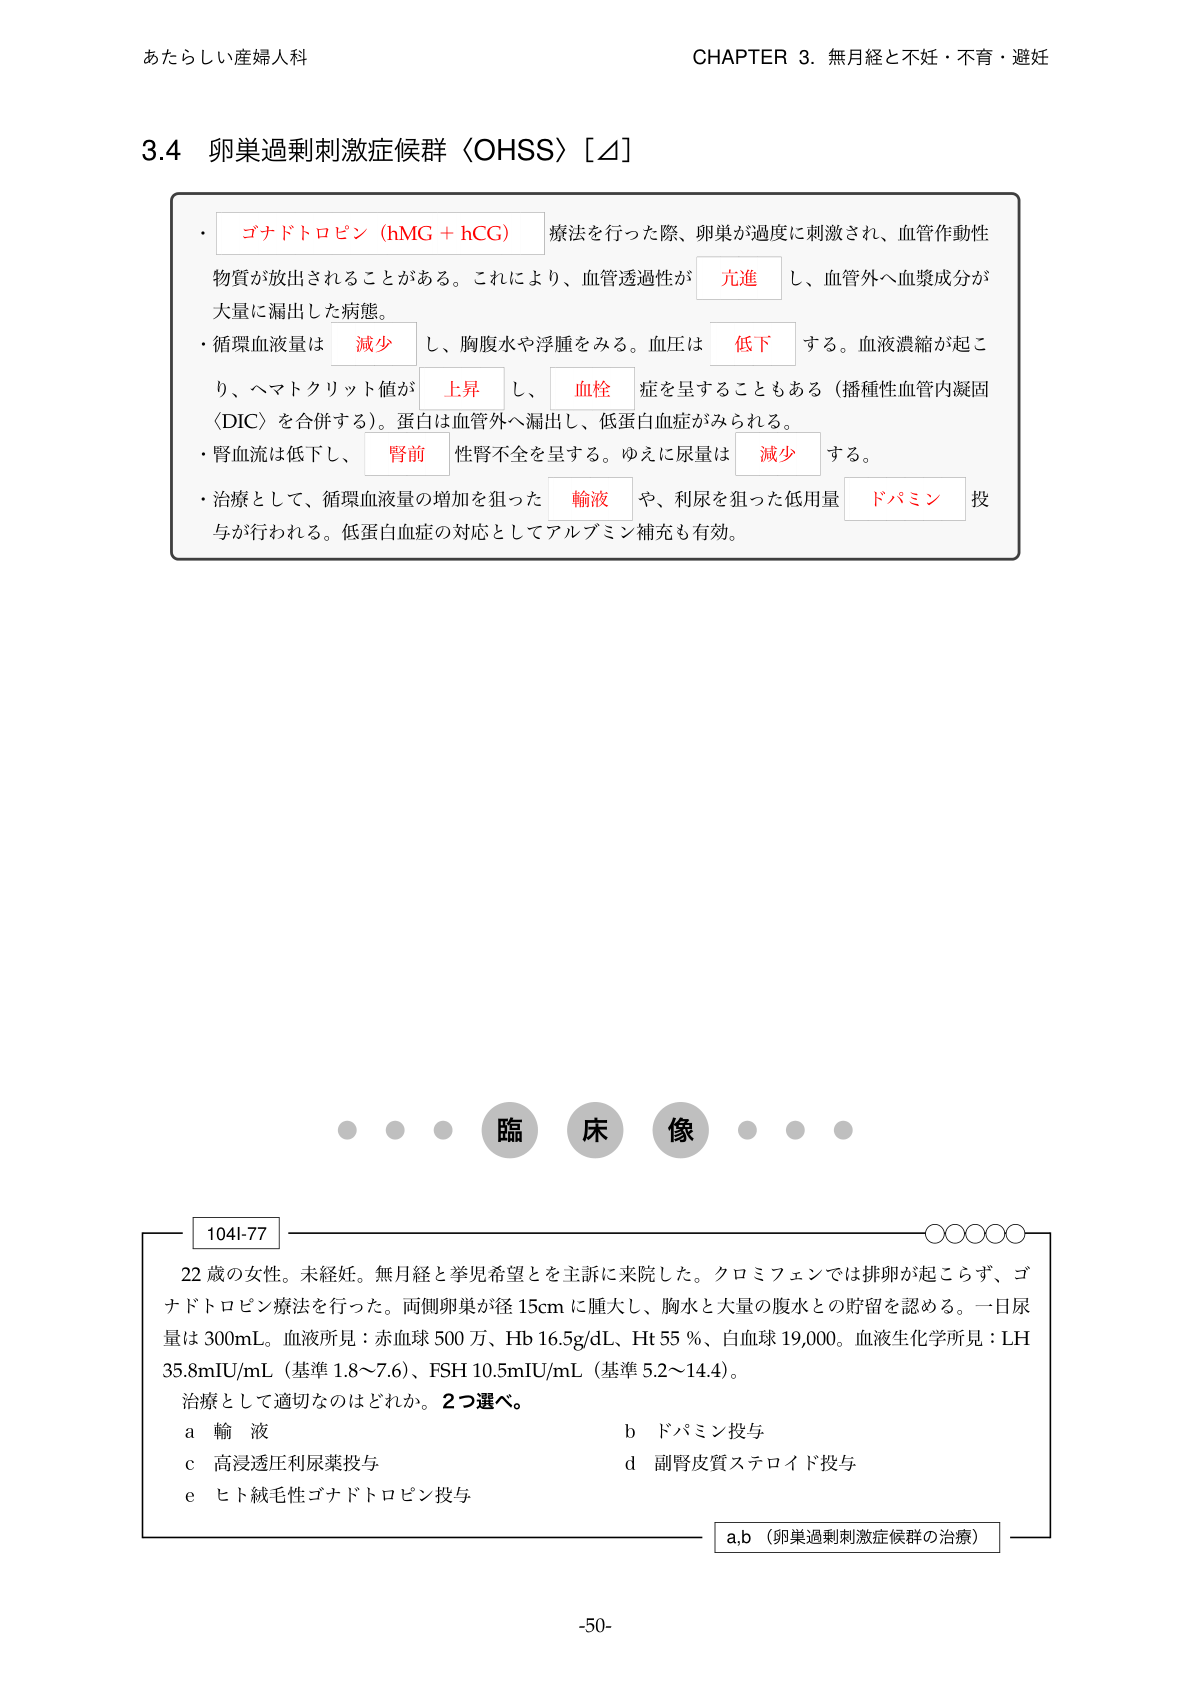 あたらしい産婦人科
CHAPTER 3. 無月経と不妊・不育・避妊
3.4 卵巣過剰刺激症候群〈OHSS〉[⊿]
・ ゴナドトロピン（hMG + hCG） 療法を行った際、卵巣が過度に刺激され、血管作動性
物質が放出されることがある。これにより、血管透過性が 亢進 し、血管外へ血漿成分が
大量に漏出した病態。
・循環血液量は 減少 し、胸腹水や浮腫をみる。血圧は 低下 する。血液濃縮が起こ
り、ヘマトクリット値が 上昇 し、 血栓 症を呈することもある（播種性血管内凝固
〈DIC〉を合併する）。蛋白は血管外へ漏出し、低蛋白血症がみられる。
・腎血流は低下し、 腎前 性腎不全を呈する。ゆえに尿量は 減少 する。
・治療として、循環血液量の増加を狙った 輸液 や、利尿を狙った低用量 ドパミン 投
与が行われる。低蛋白血症の対応としてアルブミン補充も有効。
臨床像
104I-77
22 歳の女性。未経妊。無月経と挙児希望とを主訴に来院した。クロミフェンでは排卵が起こらず、ゴ
ナドトロピン療法を行った。両側卵巣が径 15cm に腫大し、胸水と大量の腹水との貯留を認める。一日尿
量は 300mL。血液所見：赤血球 500 万、Hb 16.5g/dL、Ht 55 %、白血球 19,000。血液生化学所見：LH
35.8mIU/mL（基準 1.8〜7.6）、FSH 10.5mIU/mL（基準 5.2〜14.4）。
治療として適切なのはどれか。2つ選べ。
a 輸 液
b ドパミン投与
c 高浸透圧利尿薬投与
d 副腎皮質ステロイド投与
e ヒト絨毛性ゴナドトロピン投与
a,b （卵巣過剰刺激症候群の治療）
-50-